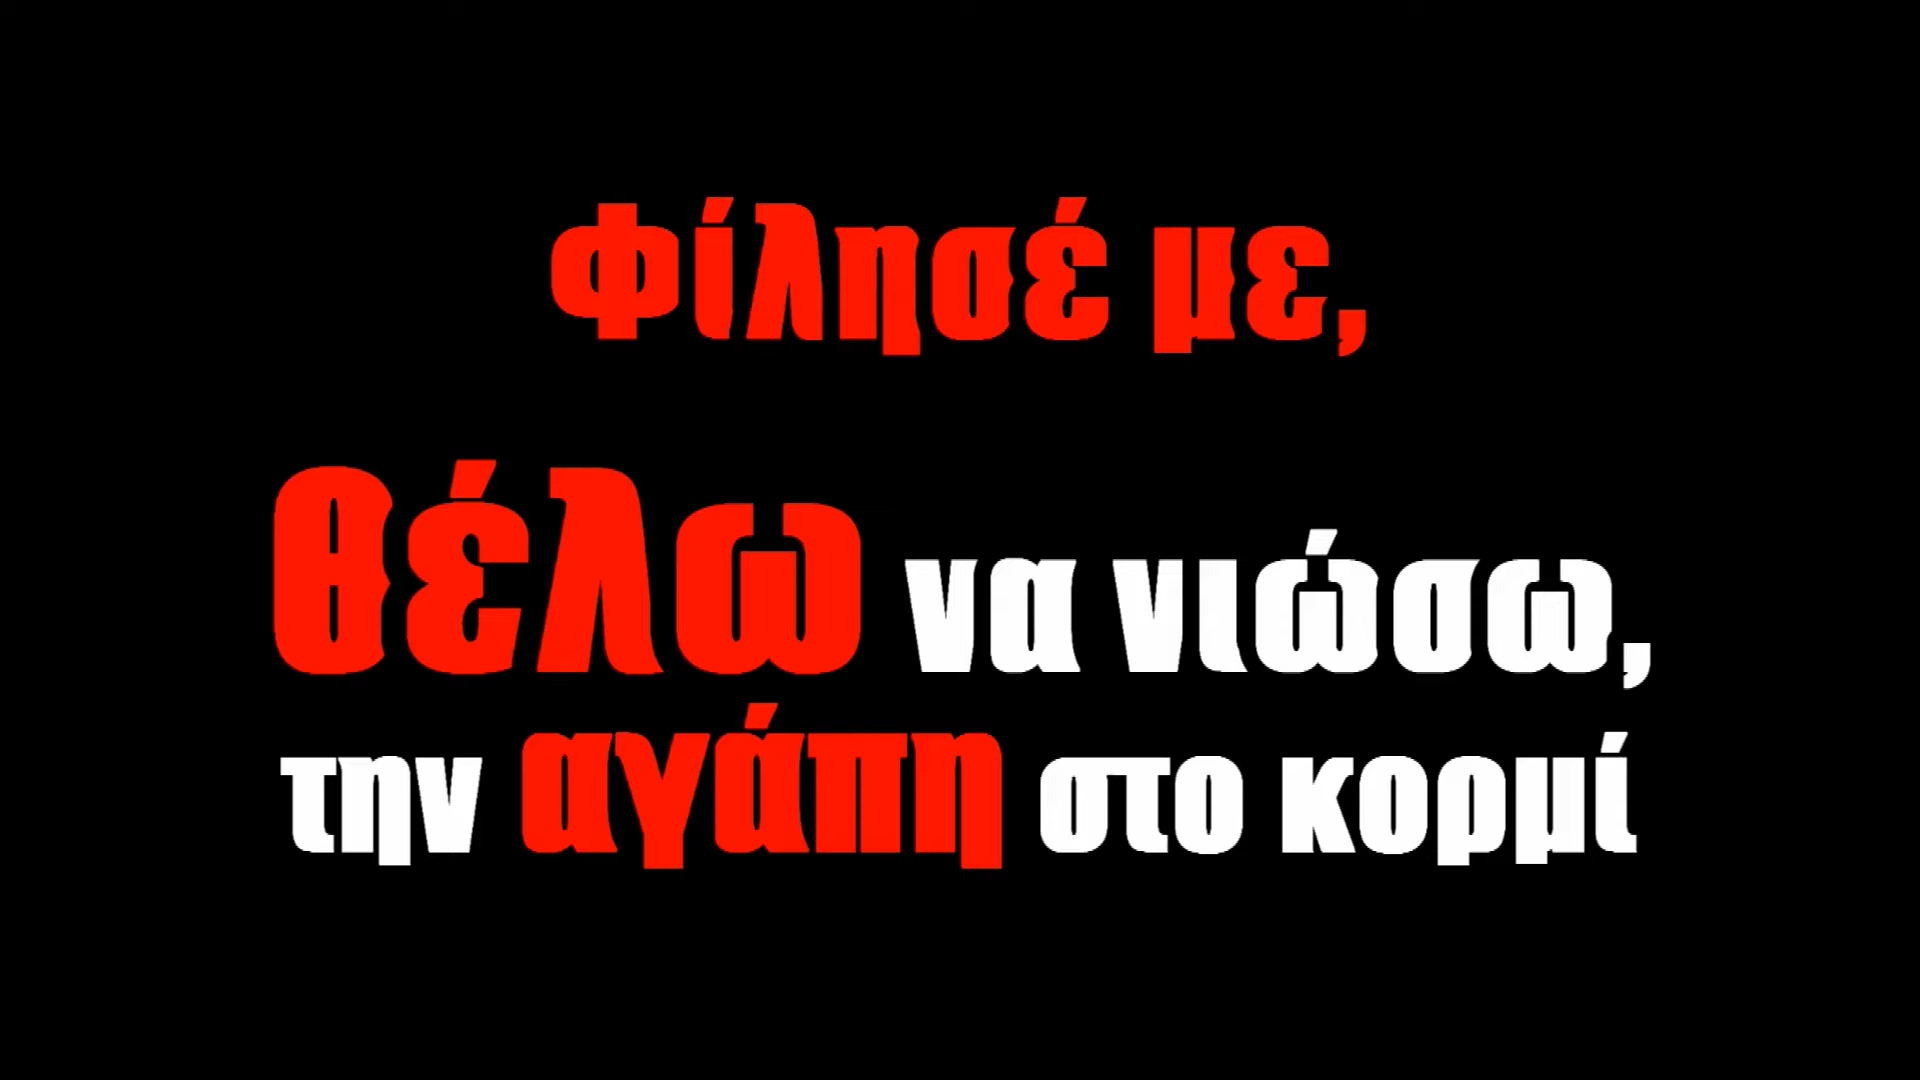 Φίλησέ με,
θέλω να νιώσω,
την αγάπη στο κορμί